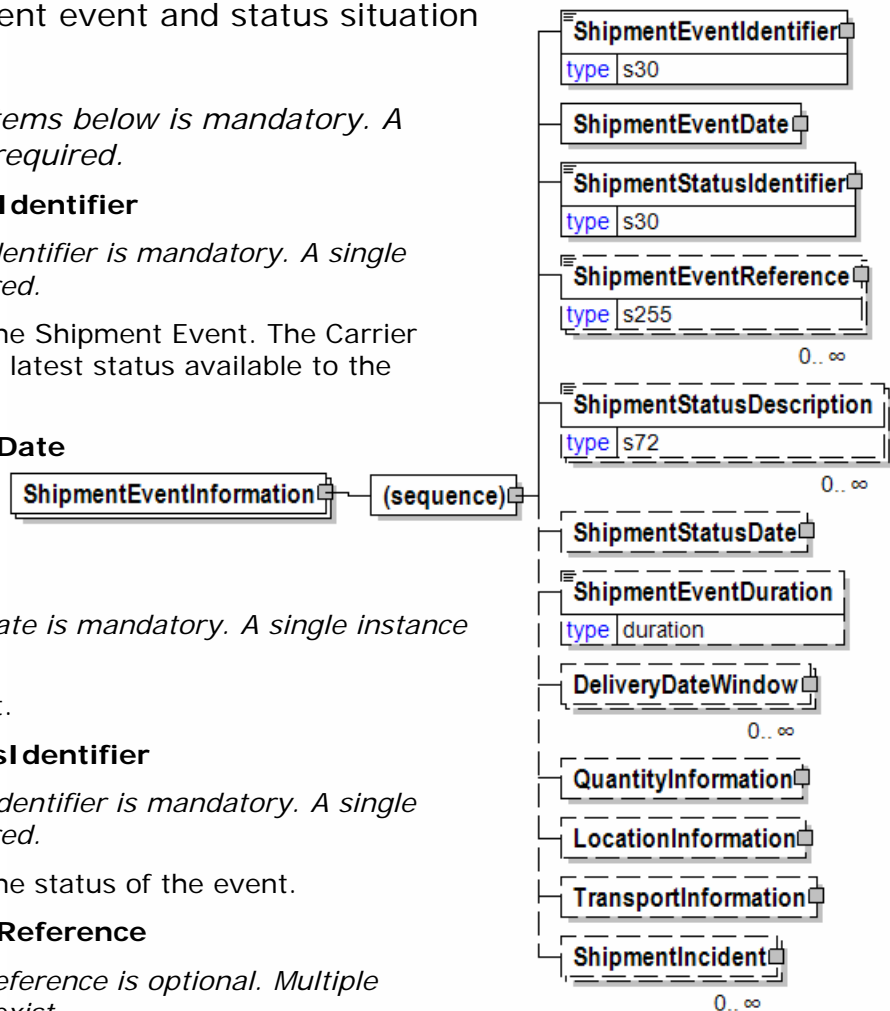 ent event and status situation
tems below is mandatory. A
required.
Identifier
dentifier is mandatory. A single
red.
ne Shipment Event. The Carrier
latest status available to the
Date
ShipmentEventInformation
(sequence)
ate is mandatory. A single instance
t.
sIdentifier
dentifier is mandatory. A single
red.
he status of the event.
Reference
eference is optional. Multiple
exist
ShipmentEventIdentifier
type s30
ShipmentEventDate
ShipmentStatusIdentifier
type s30
ShipmentEventReference
type s255
0.. ∞
ShipmentStatusDescription
type s72
0.. ∞
ShipmentStatusDate
ShipmentEventDuration
type duration
DeliveryDateWindow
0.. ∞
QuantityInformation
LocationInformation
TransportInformation
ShipmentIncident
0.. ∞